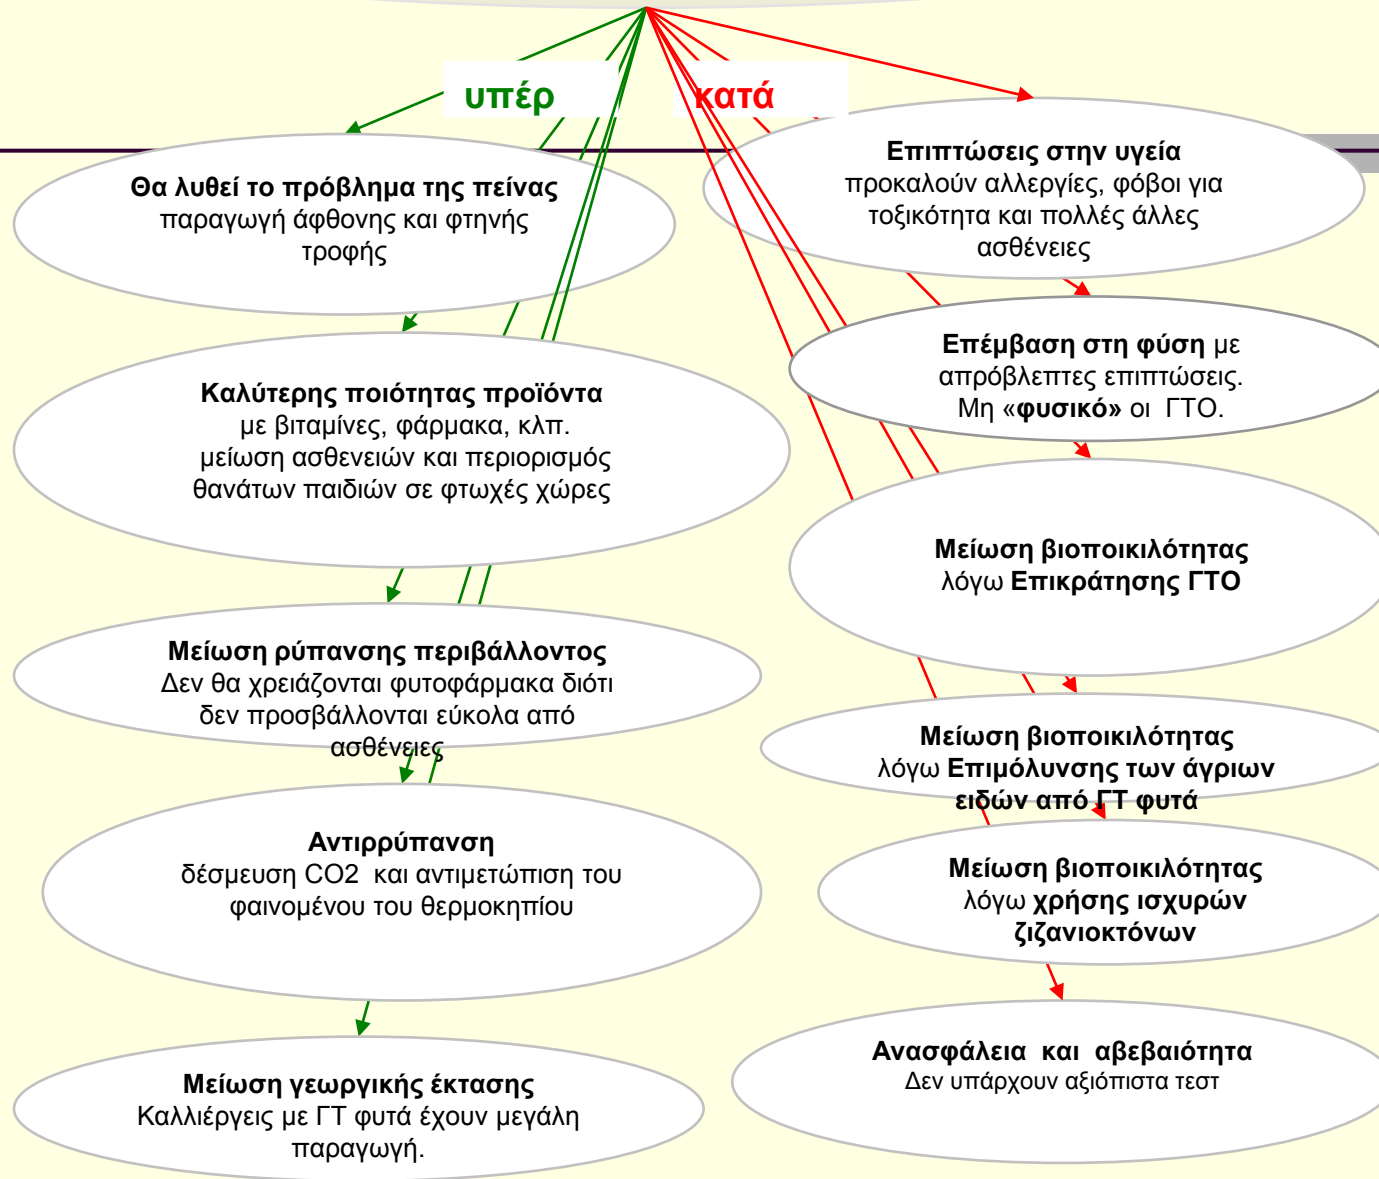 υπέρ
κατά
Θα λυθεί το πρόβλημα της πείνας
παραγωγή άφθονης και φτηνής
τροφής
Καλύτερης ποιότητας προϊόντα
με βιταμίνες, φάρμακα, κλπ.
μείωση ασθενειών και περιορισμός
θανάτων παιδιών σε φτωχές χώρες
Μείωση ρύπανσης περιβάλλοντος
Δεν θα χρειάζονται φυτοφάρμακα διότι
δεν προσβάλλονται εύκολα από
ασθένειες
Αντιρρύπανση
δέσμευση CO2 και αντιμετώπιση του
φαινομένου του θερμοκηπίου
Μείωση γεωργικής έκτασης
Καλλιέργεις με ΓΤ φυτά έχουν μεγάλη
παραγωγή.
Επιπτώσεις στην υγεία
προκαλούν αλλεργίες, φόβοι για
τοξικότητα και πολλές άλλες
ασθένειες
Επέμβαση στη φύση με
απρόβλεπτες επιπτώσεις.
Μη «φυσικό» οι ΓΤΟ.
Μείωση βιοποικιλότητας
λόγω Επικράτησης ΓΤΟ
Μείωση βιοποικιλότητας
λόγω Επιμόλυνσης των άγριων
ειδών από ΓΤ φυτά
Μείωση βιοποικιλότητας
λόγω χρήσης ισχυρών
ζιζανιοκτόνων
Ανασφάλεια και αβεβαιότητα
Δεν υπάρχουν αξιόπιστα τεστ